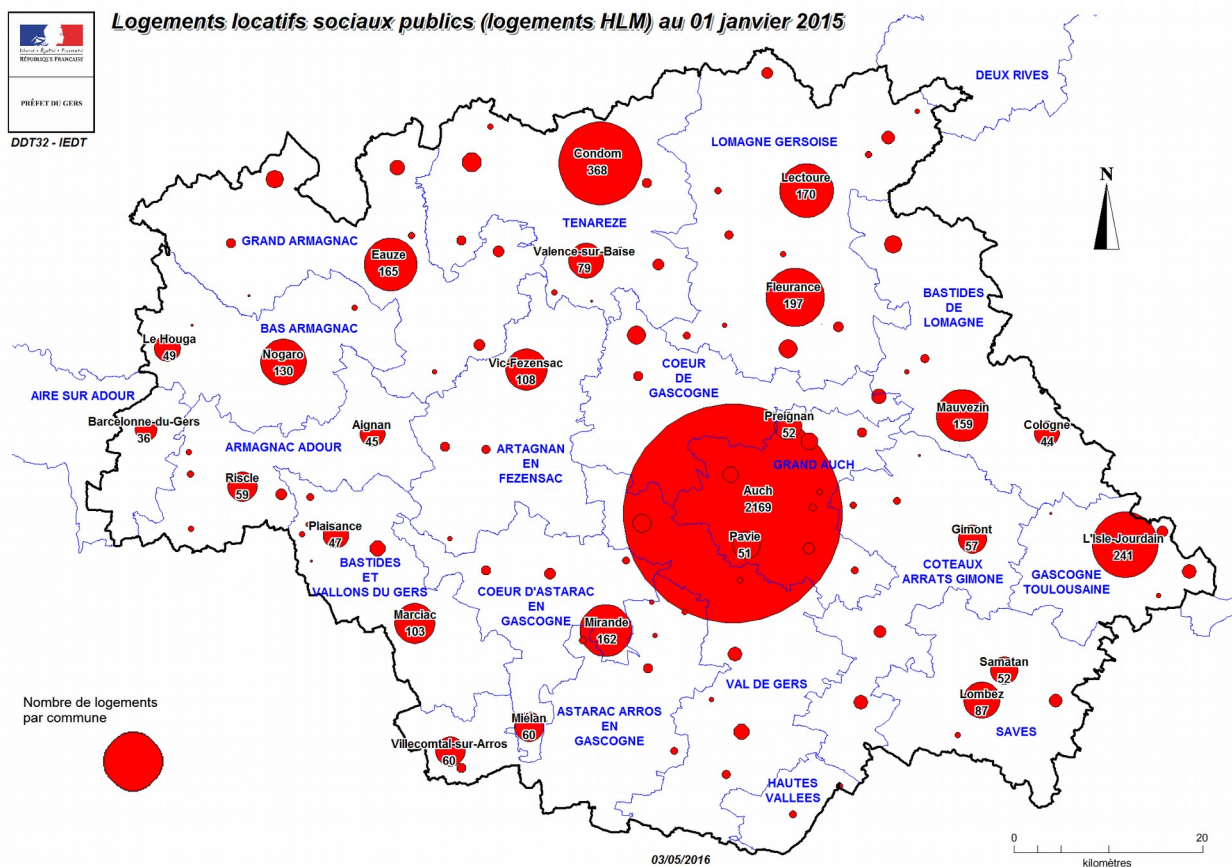 Logements locatifs sociaux publics (logements HLM) au 01 janvier 2015
RÉPUBLIQUE FRANÇAISE
PRÉFET DU GERS
DDT32 - IEDT
DEUX RIVES
LOMAGNE GERSOISE
Condom
368
Lectoure
170
N
TENAREZE
GRAND ARMAGNAC
Eauze
165
Valence-sur-Baïse
79
Fleurance
197
BASTIDES
DE
LOMAGNE
BAS ARMAGNAC
Le Houga
49
Nogaro
130
Vic-Fezensac
108
COEUR
DE
GASCOGNE
AIRE SUR ADOUR
Barcelonne-du-Gers
36
Aignan
45
ARMAGNAC ADOUR
Preignan
52
Mauvezin
159
Cologne
44
ARTAGNAN
EN
FEZENSAC
GRAND AUCH
Riscle
59
Auch
2169
Plaisance
47
Pavie
51
Gimont
57
L'Isle-Jourdain
241
BASTIDES
ET
VALLONS DU GERS
COTEAUX
ARRATS GIMONE
GASCOGNE
TOULOUSAINE
COEUR D'ASTARAC
EN
GASCOGNE
Marciac
103
Mirande
162
Samatan
52
Lombez
87
VAL DE GERS
SAVES
Nombre de logements
par commune
ASTARAC ARROS
EN
GASCOGNE
Miélan
60
Villecomtal-sur-Arros
60
HAUTES
VALLEES
0 20
kilomètres
03/05/2016